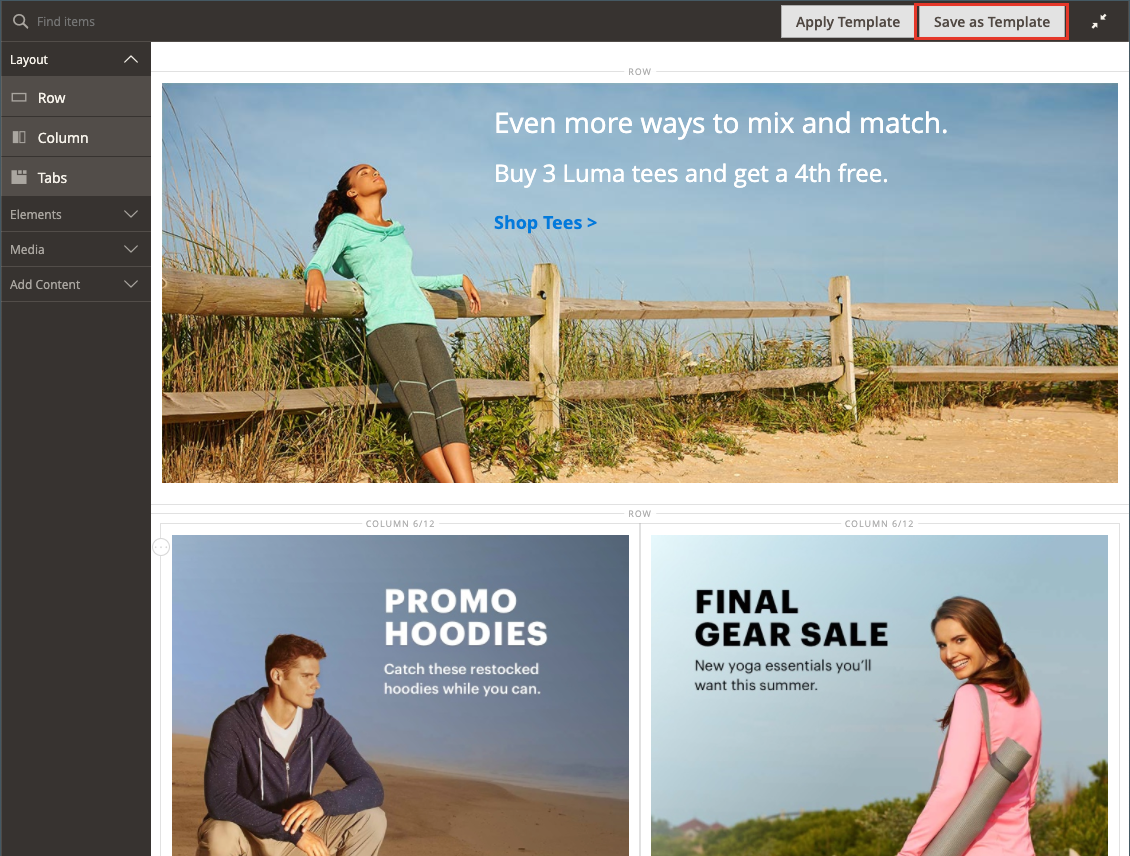 Find items
Apply Template
Save as Template
Layout
Row
Column
Tabs
Elements
Media
Add Content
ROW
Even more ways to mix and match.
Buy 3 Luma tees and get a 4th free.
Shop Tees >
ROW
COLUMN 6/12
COLUMN 6/12
PROMO
HOODIES
Catch these restocked
hoodies while you can.
FINAL
GEAR SALE
New yoga essentials you'll
want this summer.